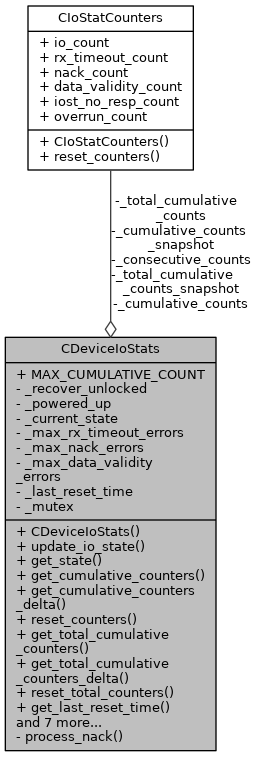 CIoStatCounters
+ io_count
+ rx_timeout_count
+ nack_count
+ data_validity_count
+ iost_no_resp_count
+ overrun_count
+ CIoStatCounters()
+ reset_counters()
-_total_cumulative
_counts
-_cumulative_counts
_snapshot
-_consecutive_counts
-_total_cumulative
_counts_snapshot
-_cumulative_counts
CDeviceIoStats
+ MAX_CUMULATIVE_COUNT
- _recover_unlocked
- _powered_up
- _current_state
- _max_rx_timeout_errors
- _max_nack_errors
- _max_data_validity
_errors
- _last_reset_time
- _mutex
+ CDeviceIoStats()
+ update_io_state()
+ get_state()
+ get_cumulative_counters()
+ get_cumulative_counters
_delta()
+ reset_counters()
+ get_total_cumulative
_counters()
+ get_total_cumulative
_counters_delta()
+ reset_total_counters()
+ get_last_reset_time()
and 7 more...
- process_nack()